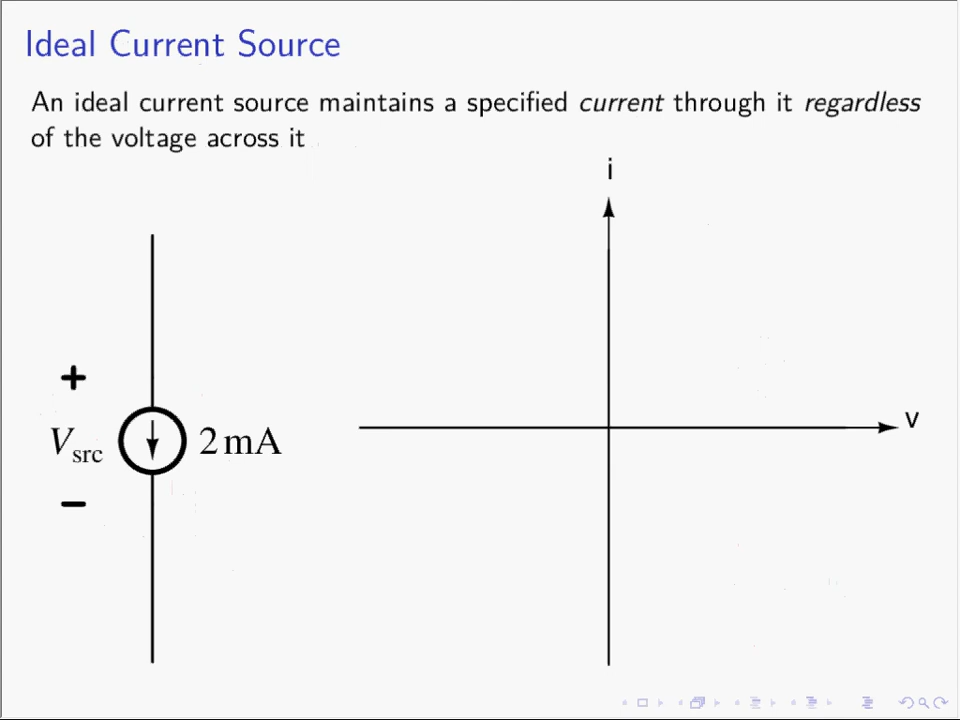 Ideal Current Source
An ideal current source maintains a specified current through it regardless
of the voltage across it
i
v
+
V_src
2 mA
−